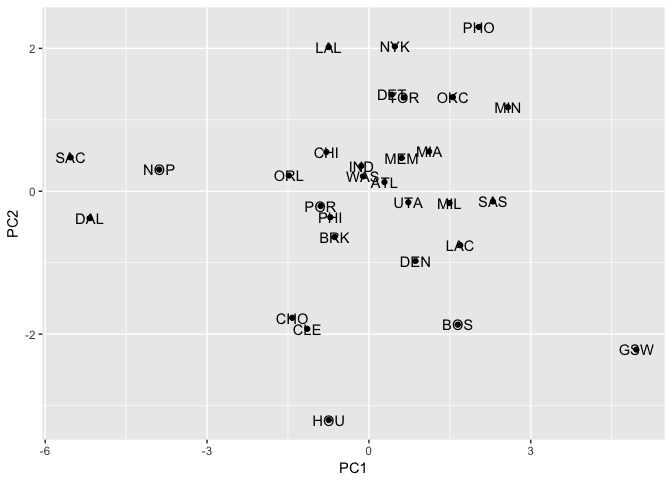 PHO
LAL NYK
2
DET TOR OKC
MIN
CHI MIA
SAC MEM
IND
NOP
ORL WAS
ATL
0
UTA MIL SAS
POR
DAL PHI
BRK
LAC
DEN
CHO
BOS
CLE
-2
GSW
HOU
-6 -3 0 3
PC1
PC2